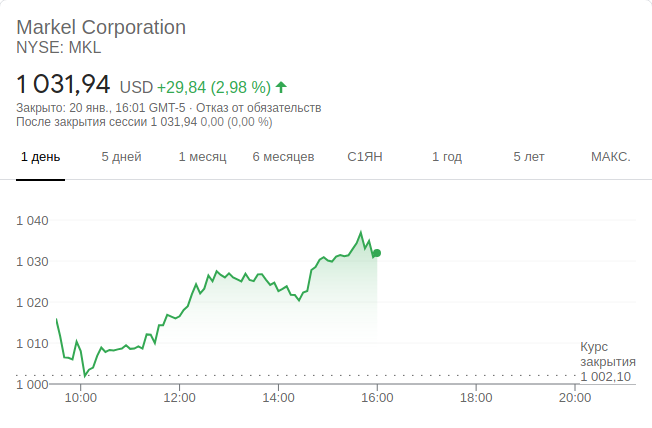 Markel Corporation
NYSE: MKL
1 031,94 USD +29,84 (2,98 %)
Закрыто: 20 янв., 16:01 GMT-5 · Отказ от обязательств
После закрытия сессии 1 031,94 0,00 (0,00 %)
1 день 5 дней 1 месяц 6 месяцев С1ЯН 1 год 5 лет МАКС.
1 040
1 030
1 020
1 010
1 000
Курс
закрытия
1 002,10
10:00 12:00 14:00 16:00 18:00 20:00